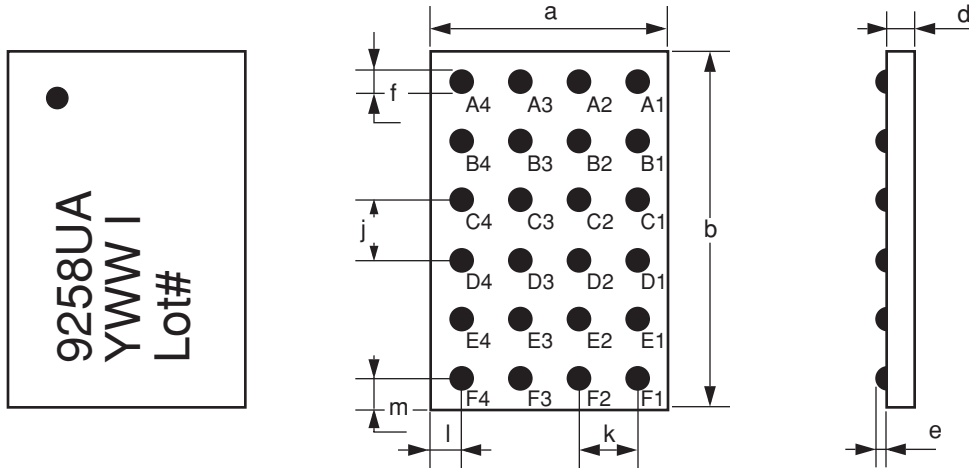 9258UA
YWW I
Lot#
a
d
f
A4 A3 A2 A1
B4 B3 B2 B1
C4 C3 C2 C1
j
b
D4 D3 D2 D1
E4 E3 E2 E1
F4 F3 F2 F1
m
l
k
e